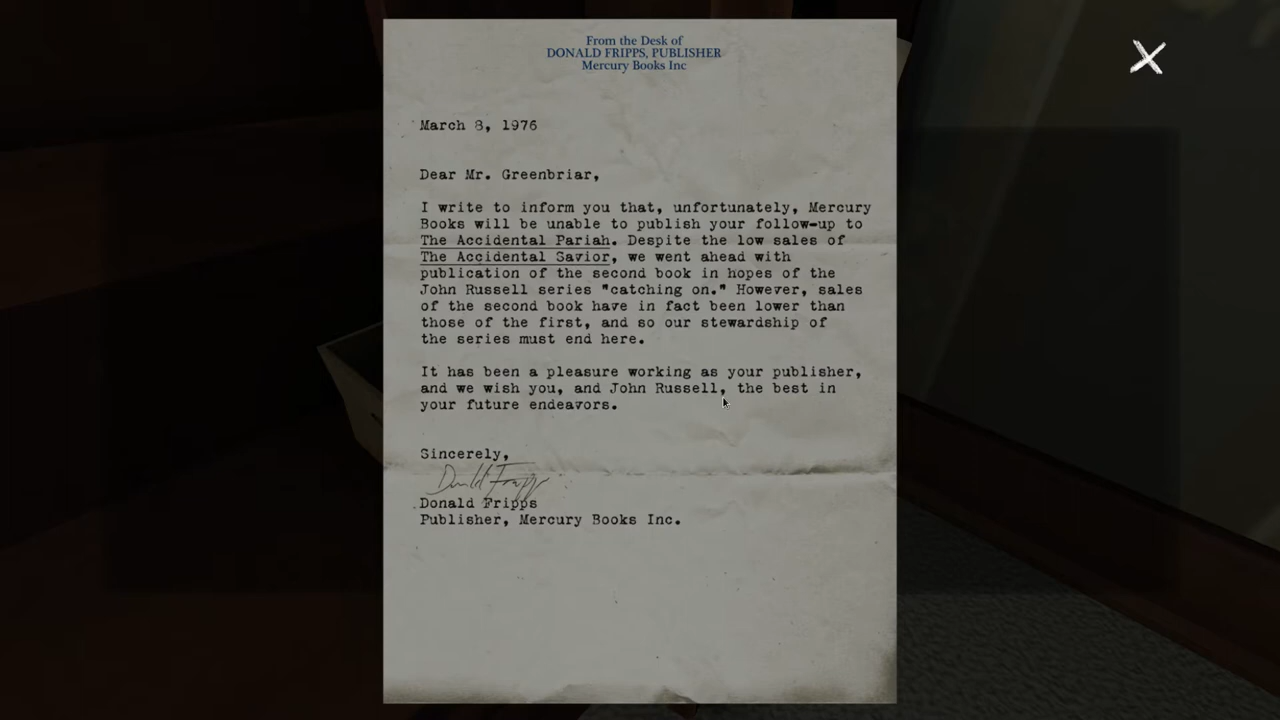 From the Desk of
DONALD FRIPPS, PUBLISHER
Mercury Books Inc
March 8, 1976
Dear Mr. Greenbriar,
I write to inform you that, unfortunately, Mercury
Books will be unable to publish your follow-up to
The Accidental Pariah. Despite the low sales of
The Accidental Savior, we went ahead with
publication of the second book in hopes of the
John Russell series "catching on." However, sales
of the second book have in fact been lower than
those of the first, and so our stewardship of
the series must end here.
It has been a pleasure working as your publisher,
and we wish you, and John Russell, the best in
your future endeavors.
Sincerely,
Donald Fripps
Donald Fripps
Publisher, Mercury Books Inc.